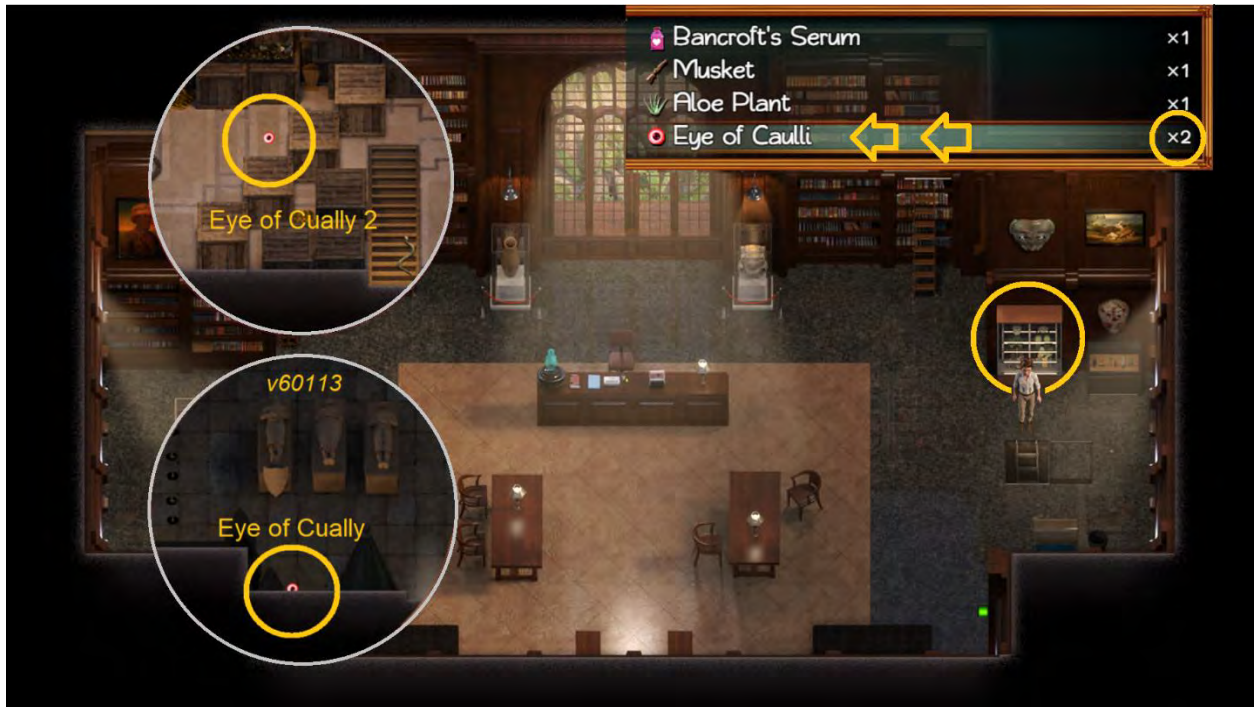 Bancroft's Serum ×1
Musket ×1
Aloe Plant ×1
Eye of Caulli ×2
Eye of Cually 2
v60113
Eye of Cually